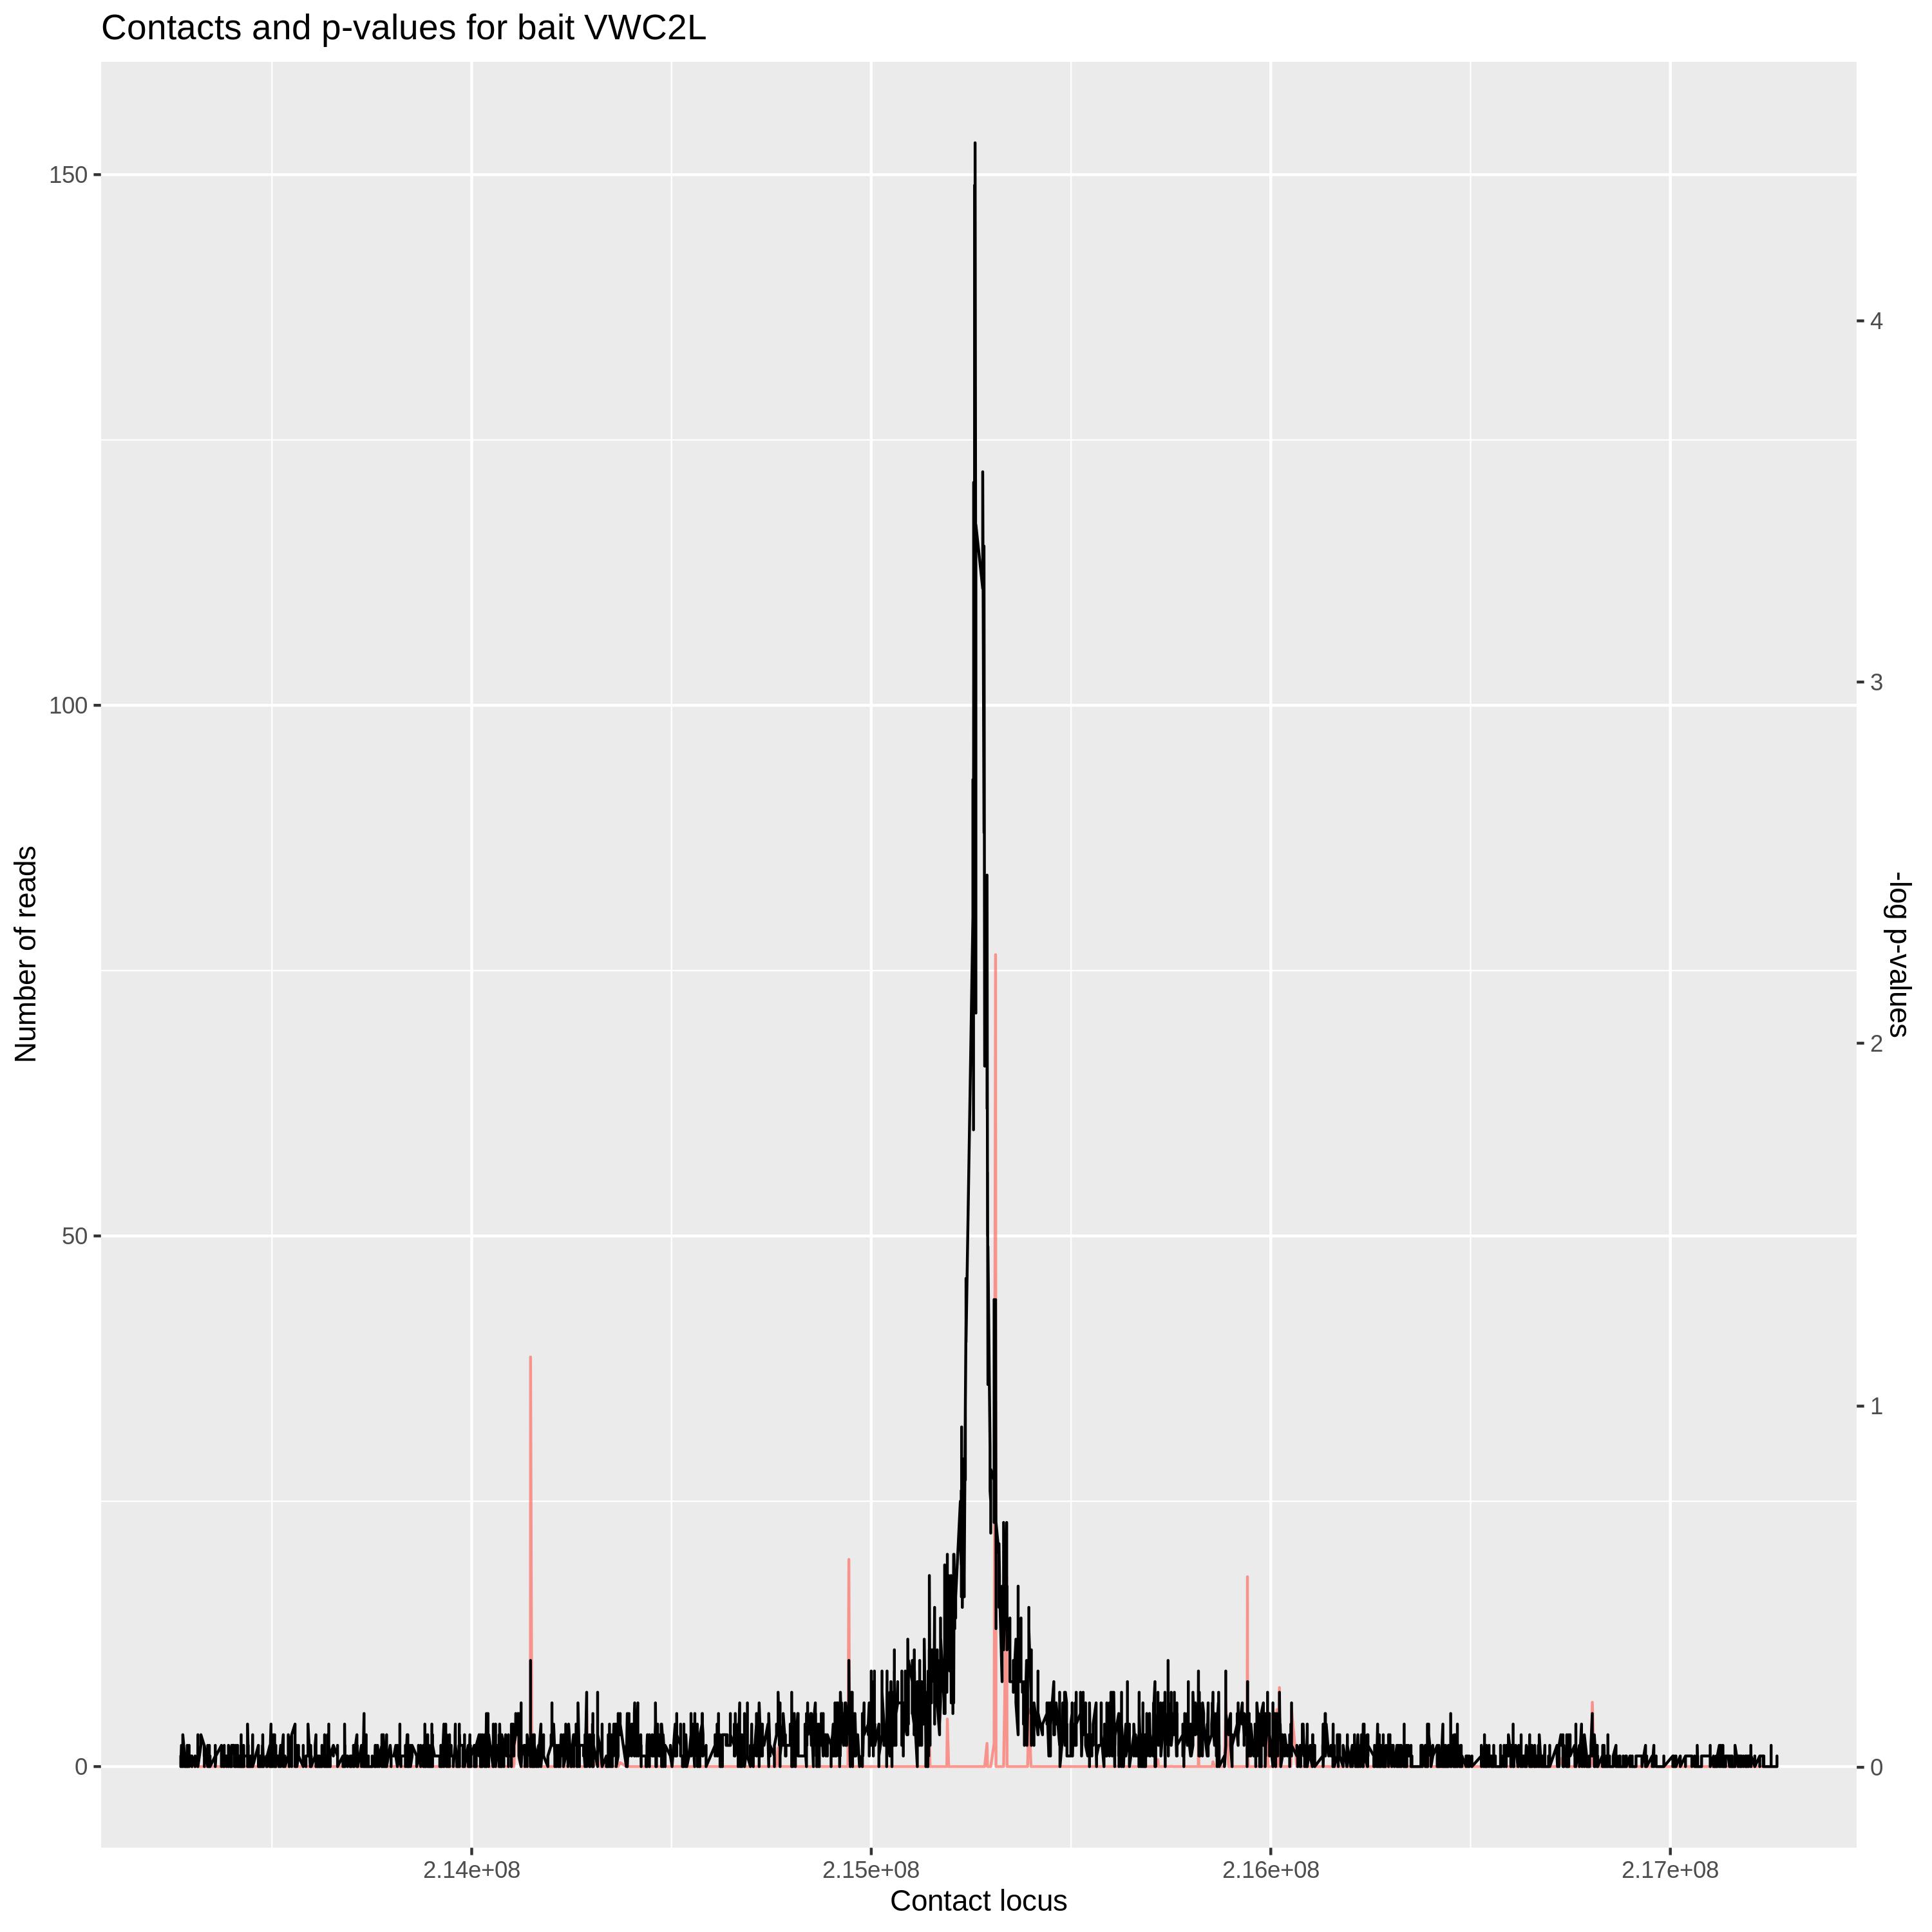 Contacts and p-values for bait VWC2L
150
100
50
0
Number of reads
4
3
2
1
0
-log p-values
2.14e+08
2.15e+08
2.16e+08
2.17e+08
Contact locus